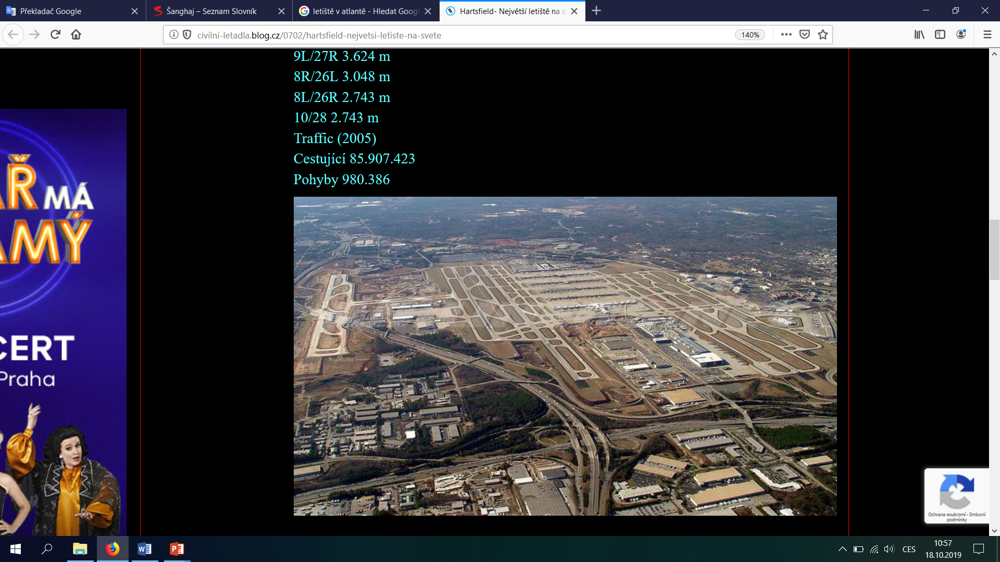 Překladač Google
Šanghaj – Seznam Slovník
letiště v atlantě - Hledat Goog
Hartsfield- Největší letiště na s
civilni-letadla.blog.cz/0702/hartsfield-nejvetsi-letiste-na-svete
140%
9L/27R 3.624 m
8R/26L 3.048 m
8L/26R 2.743 m
10/28 2.743 m
Traffic (2005)
Cestující 85.907.423
Pohyby 980.386
Ř MÁ
AMÝ
CERT
Praha
Ochrana soukromí - Smluvní
podmínky
CES
10:57
18.10.2019